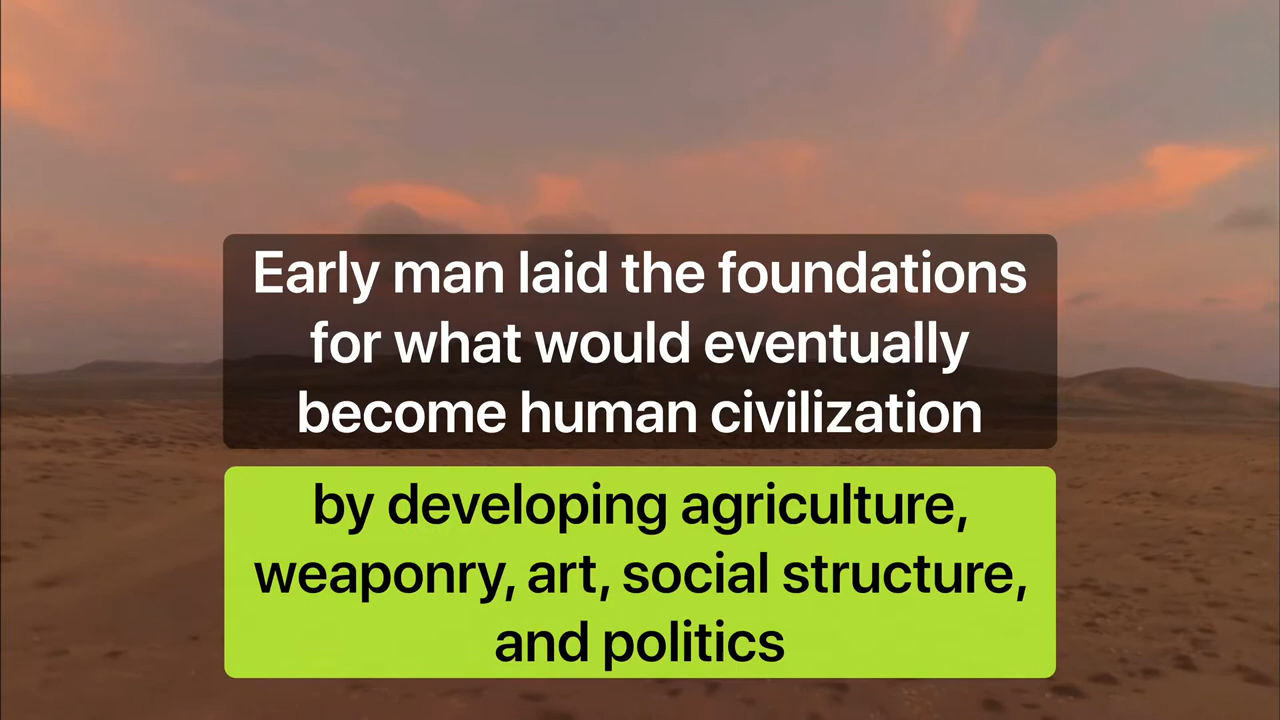 Early man laid the foundations
for what would eventually
become human civilization
by developing agriculture,
weaponry, art, social structure,
and politics